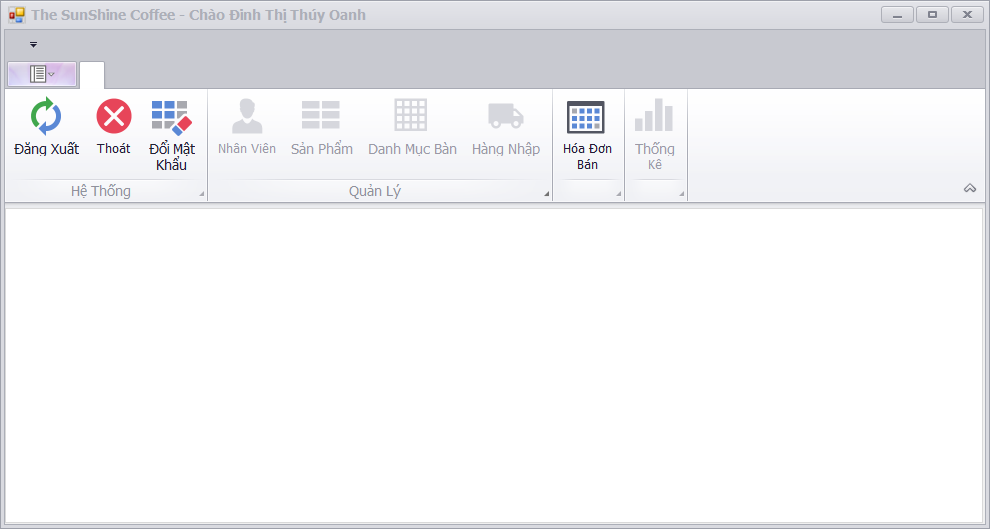 The SunShine Coffee - Chào Đinh Thị Thúy Oanh
Đăng Xuất
Thoát
Đổi Mật
Khẩu
Nhân Viên
Sản Phẩm
Danh Mục Bàn
Hàng Nhập
Hóa Đơn
Bán
Thống
Kê
Hệ Thống
Quản Lý